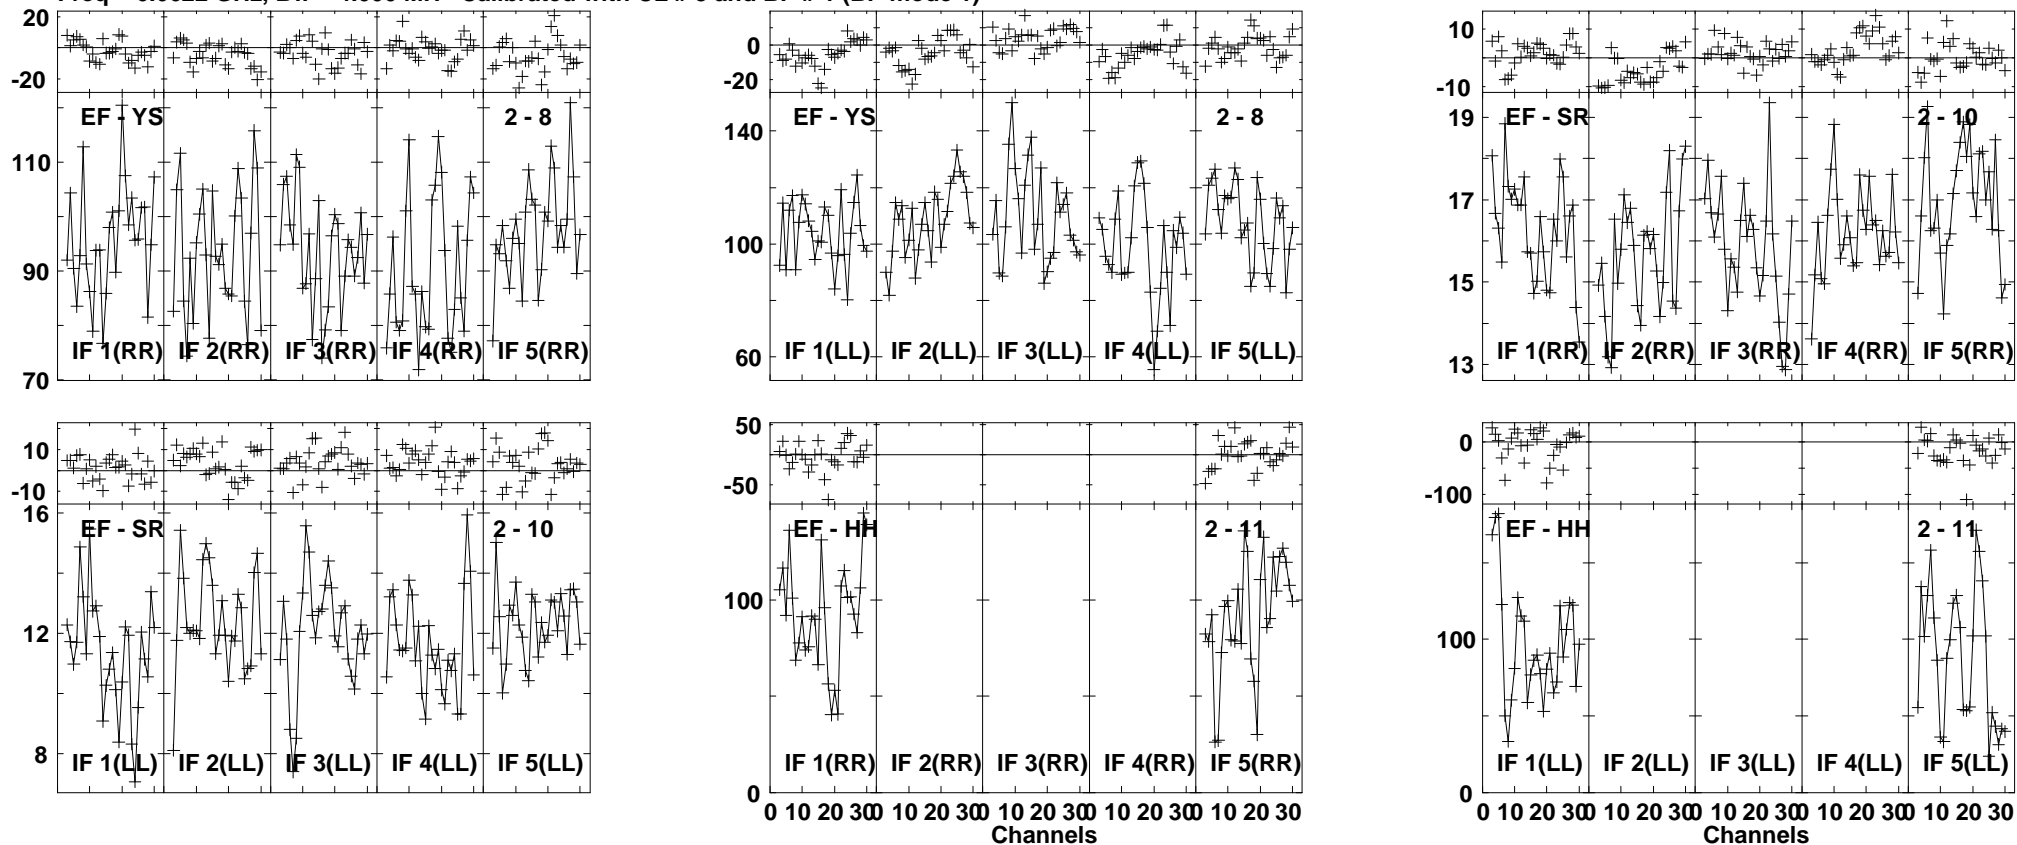 20
-20
110
90
70
EF - YS
2 - 8
IF 1(RR)
IF 2(RR)
IF 3(RR)
IF 4(RR)
IF 5(RR)
0
-20
140
100
60
EF - YS
2 - 8
IF 1(LL)
IF 2(LL)
IF 3(LL)
IF 4(LL)
IF 5(LL)
10
-10
19
17
15
13
EF - SR
2 - 10
IF 1(RR)
IF 2(RR)
IF 3(RR)
IF 4(RR)
IF 5(RR)
10
-10
16
12
8
EF - SR
2 - 10
IF 1(LL)
IF 2(LL)
IF 3(LL)
IF 4(LL)
IF 5(LL)
50
-50
100
0
EF - HH
2 - 11
IF 1(RR)
IF 2(RR)
IF 3(RR)
IF 4(RR)
IF 5(RR)
0 10 20 30 0 10 20 30 0 10 20 30 0 10 20 30 0 10 20 30
Channels
0
-100
100
0
EF - HH
2 - 11
IF 1(LL)
IF 2(LL)
IF 3(LL)
IF 4(LL)
IF 5(LL)
0 10 20 30 0 10 20 30 0 10 20 30 0 10 20 30 0 10 20 30
Channels